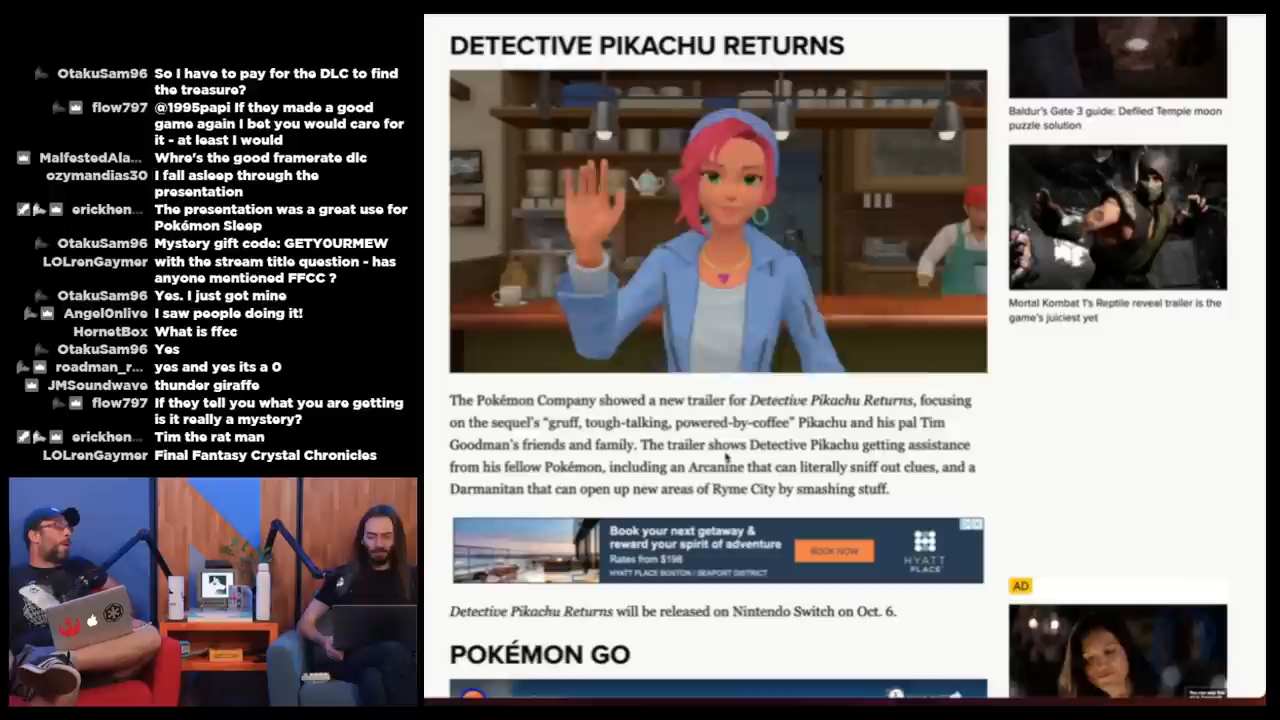 OtakuSam96 So I have to pay for the DLC to find
the treasure?
flow797 @1995papi If they made a good
game again I bet you would care for
it - at least I would
MalfestedAla... Whre's the good framerate dlc
ozymandias30 I fall asleep through the
presentation
erickhen... The presentation was a great use for
Pokémon Sleep
OtakuSam96 Mystery gift code: GETY0URMEW
LOLrenGaymer with the stream title question - has
anyone mentioned FFCC ?
OtakuSam96 Yes. I just got mine
Angel0nlive I saw people doing it!
HornetBox What is ffcc
OtakuSam96 Yes
roadman_r... yes and yes its a 0
JMSoundwave thunder giraffe
flow797 If they tell you what you are getting
is it really a mystery?
erickhen... Tim the rat man
LOLrenGaymer Final Fantasy Crystal Chronicles
DETECTIVE PIKACHU RETURNS
The Pokémon Company showed a new trailer for Detective Pikachu Returns, focusing
on the sequel's “gruff, tough-talking, powered-by-coffee” Pikachu and his pal Tim
Goodman's friends and family. The trailer shows Detective Pikachu getting assistance
from his fellow Pokémon, including an Arcanine that can literally sniff out clues, and a
Darmanitan that can open up new areas of Ryme City by smashing stuff.
Book your next getaway &
reward your spirit of adventure
Rates from $198
HYATT PLACE BOSTON / SEAPORT DISTRICT
BOOK NOW
HYATT
PLACE
Detective Pikachu Returns will be released on Nintendo Switch on Oct. 6.
POKÉMON GO
Baldur's Gate 3 guide: Defiled Temple moon
puzzle solution
Mortal Kombat 1's Reptile reveal trailer is the
game's juiciest yet
AD